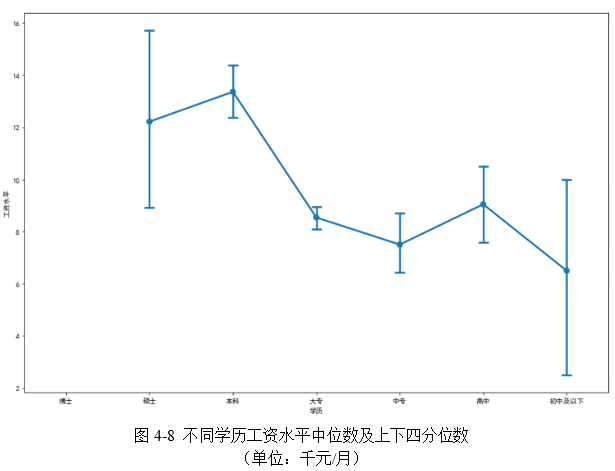 16
14
12
10
8
6
4
2
工资水平
博士 硕士 本科 大专 中专 高中 初中及以下
学历
图 4-8 不同学历工资水平中位数及上下四分位数
（单位：千元/月）